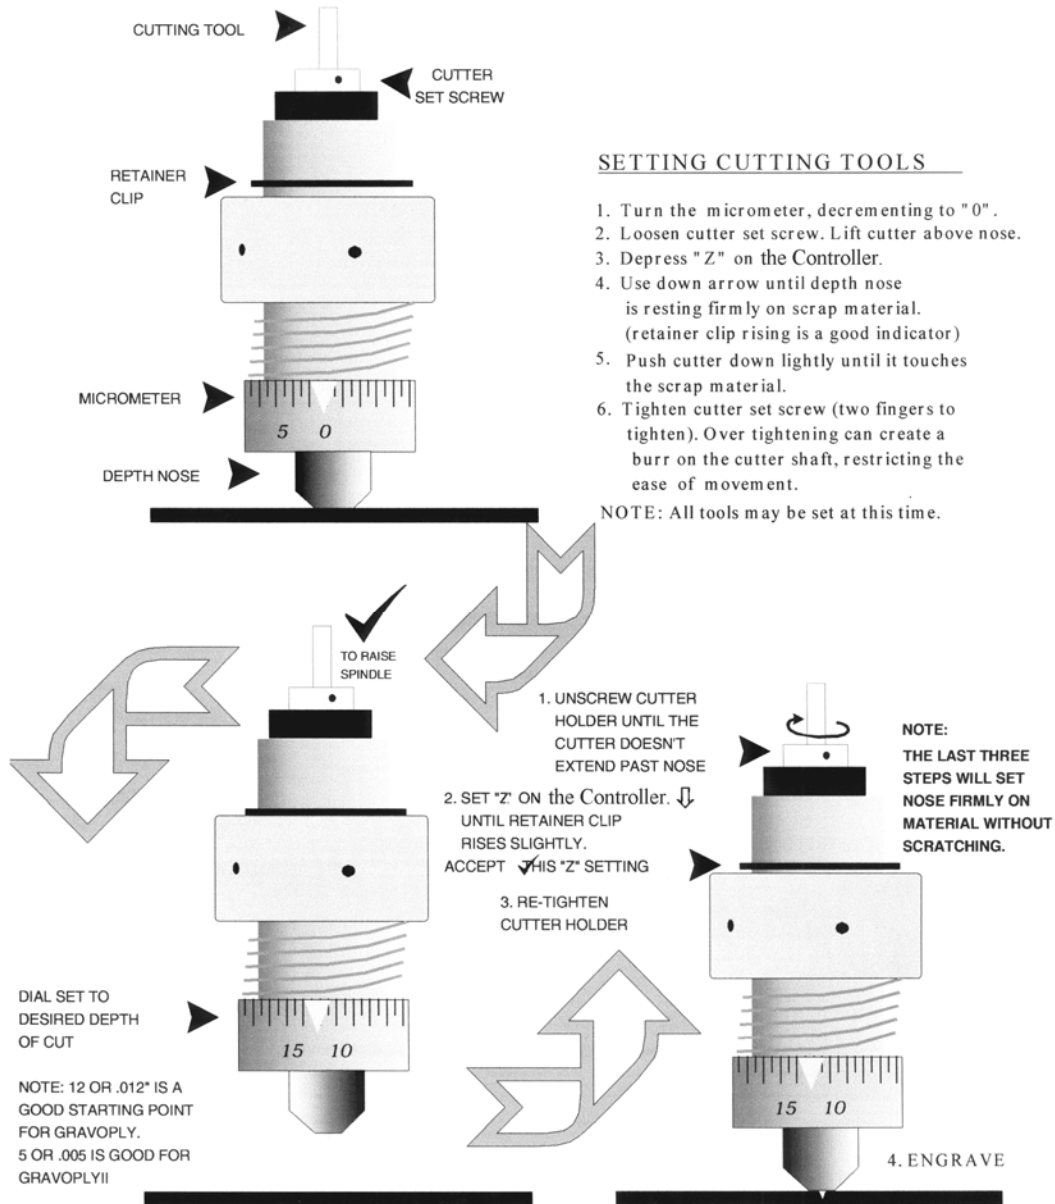 CUTTING TOOL
CUTTER
SET SCREW
RETAINER
CLIP
MICROMETER
5 0
DEPTH NOSE
SETTING CUTTING TOOLS
1. Turn the micrometer, decrementing to "0".
2. Loosen cutter set screw. Lift cutter above nose.
3. Depress "Z" on the Controller.
4. Use down arrow until depth nose
is resting firmly on scrap material.
(retainer clip rising is a good indicator)
5. Push cutter down lightly until it touches
the scrap material.
6. Tighten cutter set screw (two fingers to
tighten). Over tightening can create a
burr on the cutter shaft, restricting the
ease of movement.
NOTE: All tools may be set at this time.
TO RAISE
SPINDLE
DIAL SET TO
DESIRED DEPTH
OF CUT
15 10
NOTE: 12 OR .012" IS A
GOOD STARTING POINT
FOR GRAVOPLY.
5 OR .005 IS GOOD FOR
GRAVOPLYII
1. UNSCREW CUTTER
HOLDER UNTIL THE
CUTTER DOESN'T
EXTEND PAST NOSE
2. SET "Z" ON the Controller.
UNTIL RETAINER CLIP
RISES SLIGHTLY.
ACCEPT THIS "Z" SETTING
3. RE-TIGHTEN
CUTTER HOLDER
NOTE:
THE LAST THREE
STEPS WILL SET
NOSE FIRMLY ON
MATERIAL WITHOUT
SCRATCHING.
15 10
4. ENGRAVE